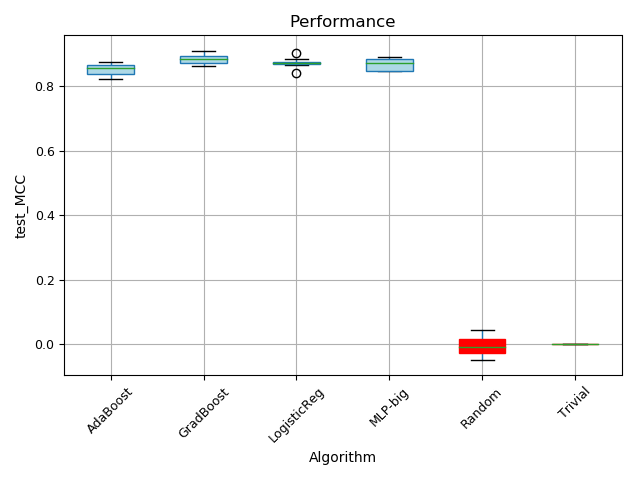 Performance
test_MCC
0.8
0.6
0.4
0.2
0.0
AdaBoost
GradBoost
LogisticReg
MLP-big
Random
Trivial
Algorithm